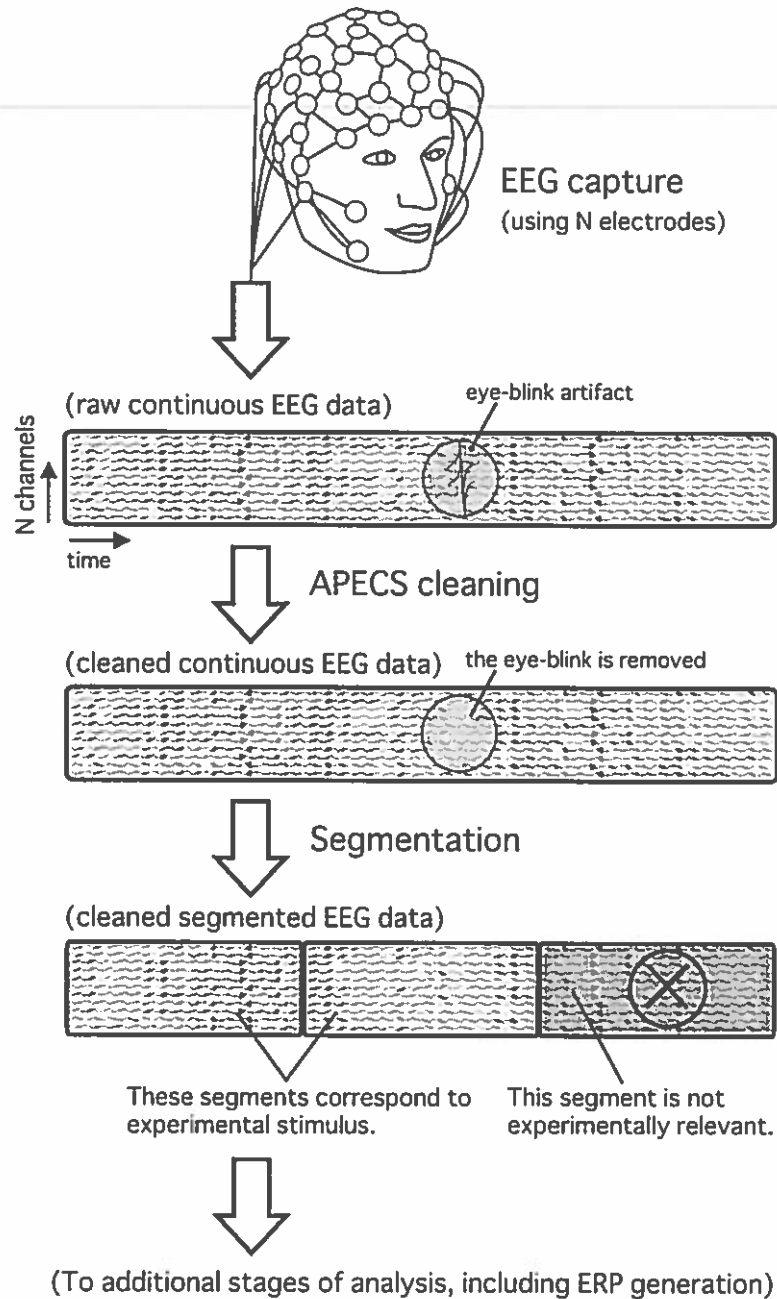 EEG capture
(using N electrodes)
(raw continuous EEG data)
eye-blink artifact
N channels
time
APECS cleaning
(cleaned continuous EEG data)
the eye-blink is removed
Segmentation
(cleaned segmented EEG data)
These segments correspond to
experimental stimulus.
This segment is not
experimentally relevant.
(To additional stages of analysis, including ERP generation)